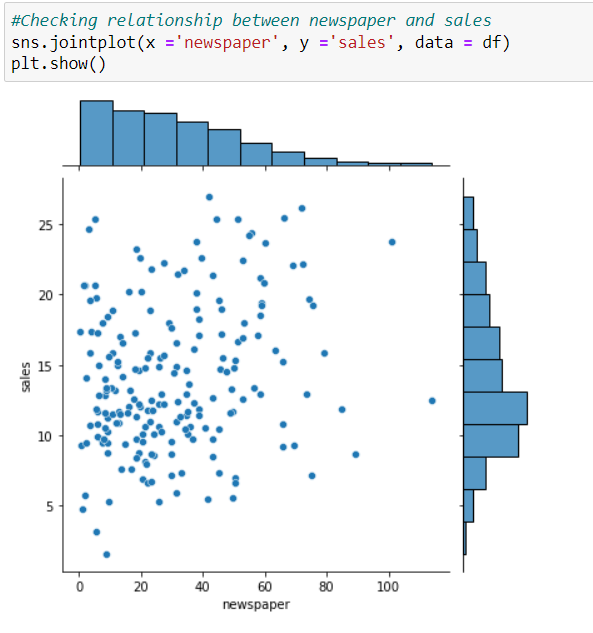 #Checking relationship between newspaper and sales
sns.jointplot(x ='newspaper', y ='sales', data = df)
plt.show()
25
20
15
10
5
sales
0 20 40 60 80 100
newspaper